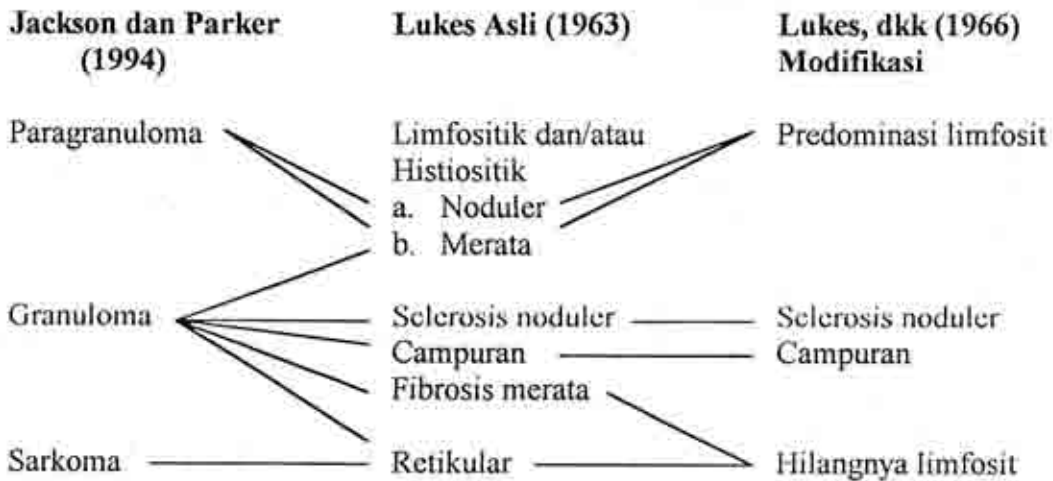 Jackson dan Parker Lukes Asli (1963) Lukes, dkk (1966)
(1994) Modifikasi
Paragranuloma Limfositik dan/atau Predominasi limfosit
Histiositik
a. Noduler
b. Merata
Granuloma Sclerosis noduler Sclerosis noduler
Campuran Campuran
Fibrosis merata
Sarkoma Retikular Hilangnya limfosit